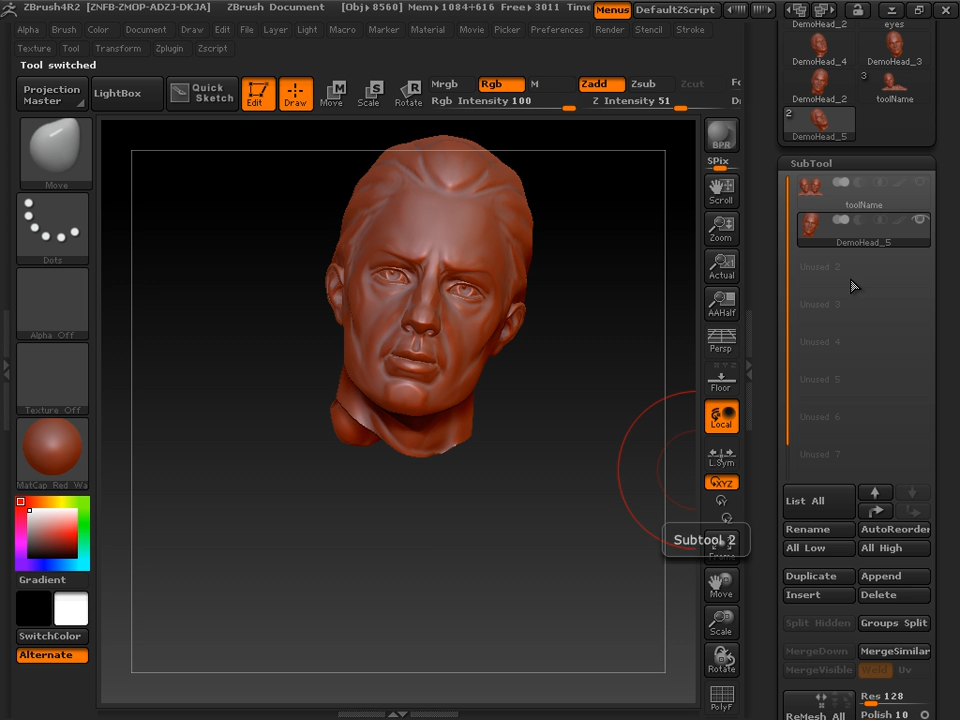 ZBrush4R2 [ZNFB-ZMOP-ADZJ-DKJA] ZBrush Document [Obj▸8560] Mem▸1084+616 Free▸3011 Time Menus DefaultZScript
Alpha Brush Color Document Draw Edit File Layer Light Macro Marker Material Movie Picker Preferences Render Stencil Stroke
Texture Tool Transform Zplugin Zscript
Tool switched
Projection Master
LightBox
Quick Sketch
Edit
Draw
Move
Scale
Rotate
Mrgb Rgb M Zadd Zsub Zcut
Rgb Intensity 100 Z Intensity 51
Move
Dots
Alpha Off
Texture Off
MatCap Red Wa
Gradient
SwitchColor
Alternate
BPR
SPix
Scroll
Zoom
Actual
AAHalf
Persp
Floor
Local
L.Sym
XYZ
Subtool 2
Frame
Move
Scale
Rotate
PolyF
DemoHead_2 eyes
DemoHead_4 DemoHead_3
3
DemoHead_2 toolName
2
DemoHead_5
SubTool
toolName
DemoHead_5
Unused 2
Unused 3
Unused 4
Unused 5
Unused 6
Unused 7
List All
Rename AutoReorder
All Low All High
Duplicate Append
Insert Delete
Split Hidden Groups Split
MergeDown MergeSimilar
MergeVisible Weld Uv
ReMesh All
Res 128
Polish 10